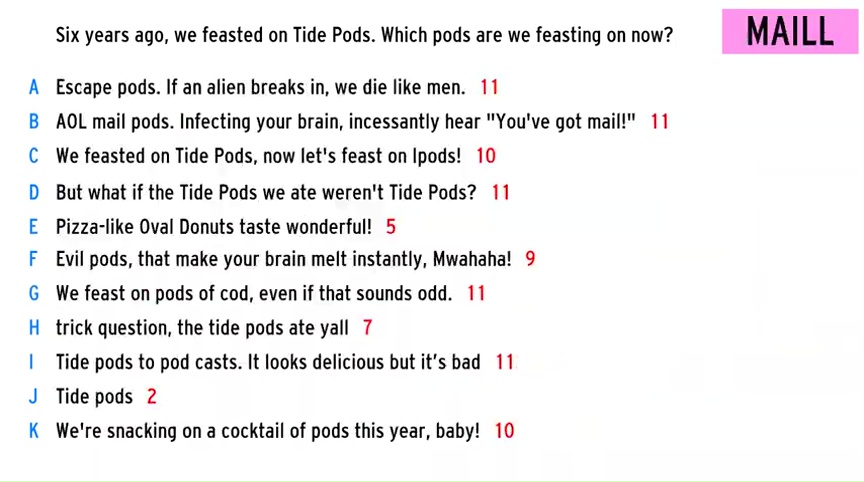 Six years ago, we feasted on Tide Pods. Which pods are we feasting on now?
MAILL
A Escape pods. If an alien breaks in, we die like men. 11
B AOL mail pods. Infecting your brain, incessantly hear "You've got mail!" 11
C We feasted on Tide Pods, now let's feast on Ipods! 10
D But what if the Tide Pods we ate weren't Tide Pods? 11
E Pizza-like Oval Donuts taste wonderful! 5
F Evil pods, that make your brain melt instantly, Mwahaha! 9
G We feast on pods of cod, even if that sounds odd. 11
H trick question, the tide pods ate yall 7
I Tide pods to pod casts. It looks delicious but it’s bad 11
J Tide pods 2
K We're snacking on a cocktail of pods this year, baby! 10